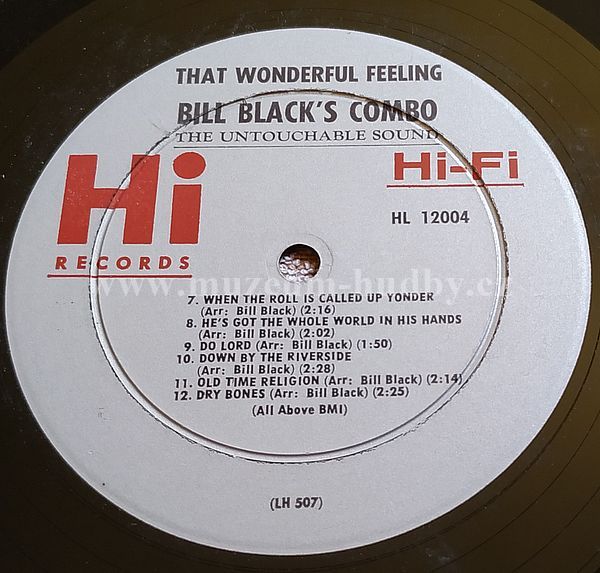 THAT WONDERFUL FEELING
BILL BLACK'S COMBO
THE UNTOUCHABLE SOUND
Hi
RECORDS
Hi-Fi
HL 12004
www.muzeum-hudby.cz
7. WHEN THE ROLL IS CALLED UP YONDER
(Arr: Bill Black) (2:16)
8. HE'S GOT THE WHOLE WORLD IN HIS HANDS
(Arr: Bill Black) (2:02)
9. DO LORD (Arr: Bill Black) (1:50)
10. DOWN BY THE RIVERSIDE
(Arr: Bill Black) (2:28)
11. OLD TIME RELIGION (Arr: Bill Black) (2:14)
12. DRY BONES (Arr: Bill Black) (2:25)
(All Above BMI)
(LH 507)